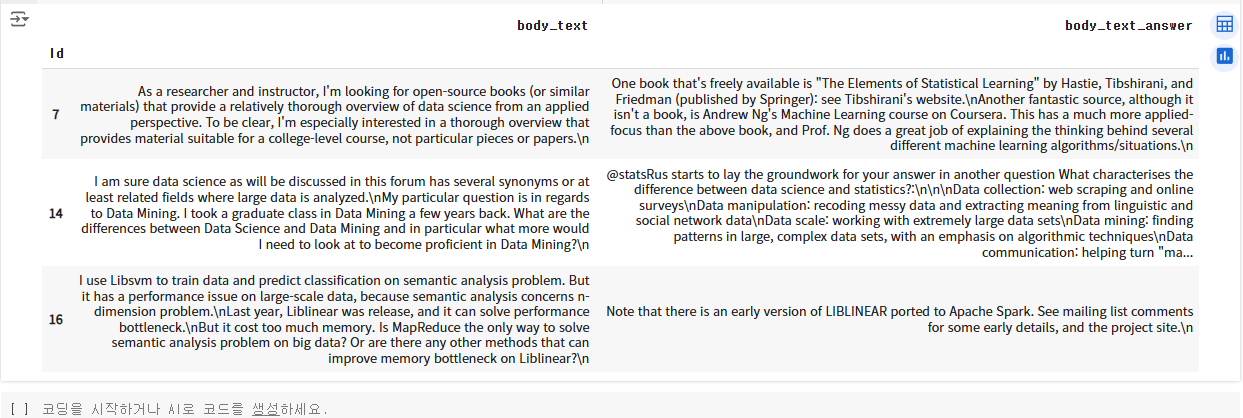 body_text
body_text_answer
Id
7
As a researcher and instructor, I'm looking for open-source books (or similar
materials) that provide a relatively thorough overview of data science from an applied
perspective. To be clear, I'm especially interested in a thorough overview that
provides material suitable for a college-level course, not particular pieces or papers.\n
One book that's freely available is "The Elements of Statistical Learning" by Hastie, Tibshirani, and
Friedman (published by Springer): see Tibshirani's website.\nAnother fantastic source, although it
isn't a book, is Andrew Ng's Machine Learning course on Coursera. This has a much more applied-
focus than the above book, and Prof. Ng does a great job of explaining the thinking behind several
different machine learning algorithms/situations.\n
14
I am sure data science as will be discussed in this forum has several synonyms or at
least related fields where large data is analyzed.\nMy particular question is in regards
to Data Mining. I took a graduate class in Data Mining a few years back. What are the
differences between Data Science and Data Mining and in particular what more would
I need to look at to become proficient in Data Mining?\n
@statsRus starts to lay the groundwork for your answer in another question What characterises the
difference between data science and statistics?:\n\n\nData collection: web scraping and online
surveys\nData manipulation: recoding messy data and extracting meaning from linguistic and
social network data\nData scale: working with extremely large data sets\nData mining: finding
patterns in large, complex data sets, with an emphasis on algorithmic techniques\nData
communication: helping turn "ma...
16
I use Libsvm to train data and predict classification on semantic analysis problem. But
it has a performance issue on large-scale data, because semantic analysis concerns n-
dimension problem.\nLast year, Liblinear was release, and it can solve performance
bottleneck.\nBut it cost too much memory. Is MapReduce the only way to solve
semantic analysis problem on big data? Or are there any other methods that can
improve memory bottleneck on Liblinear?\n
Note that there is an early version of LIBLINEAR ported to Apache Spark. See mailing list comments
for some early details, and the project site.\n
[ ] 코딩을 시작하거나 AI로 코드를 생성하세요.